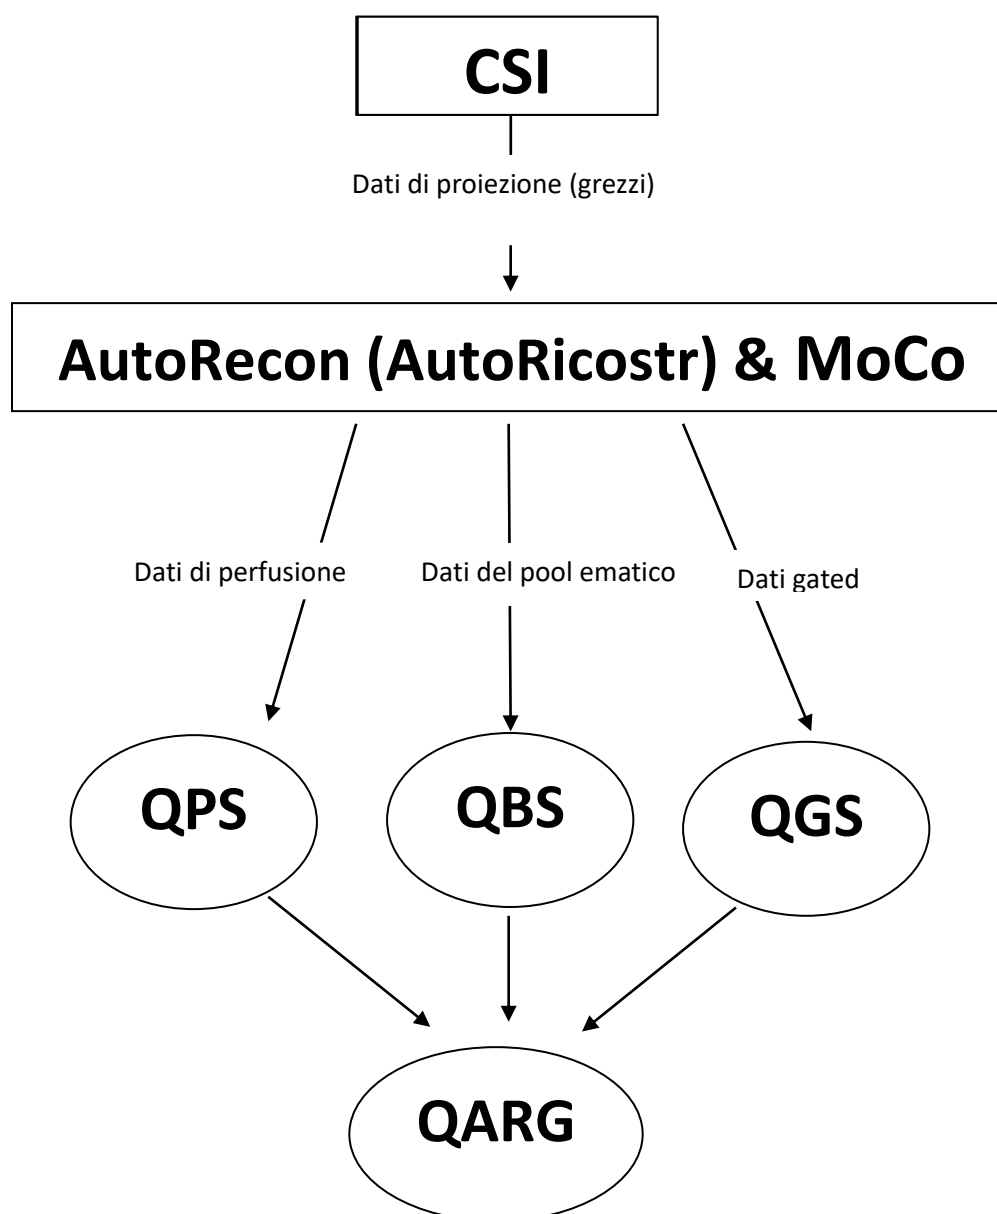 CSI
Dati di proiezione (grezzi)
AutoRecon (AutoRicostr) & MoCo
Dati di perfusione
Dati del pool ematico
Dati gated
QPS
QBS
QGS
QARG